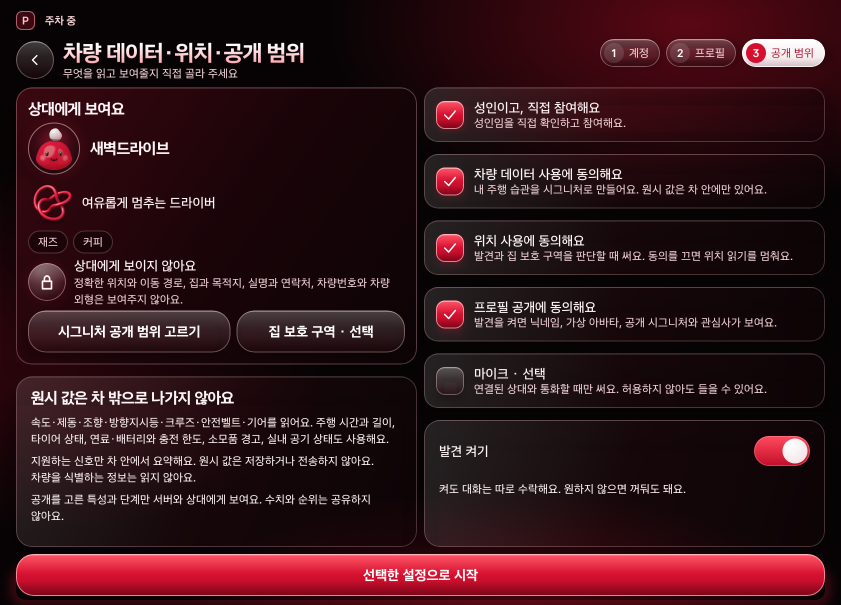 P 주차 중
차량 데이터·위치·공개 범위
무엇을 읽고 보여줄지 직접 골라 주세요
1 계정
2 프로필
3 공개 범위
상대에게 보여요
새벽드라이브
여유롭게 멈추는 드라이버
재즈
커피
상대에게 보이지 않아요
정확한 위치와 이동 경로, 집과 목적지, 실명과 연락처, 차량번호와 차량
외형은 보여주지 않아요.
시그니처 공개 범위 고르기
집 보호 구역 · 선택
원시 값은 차 밖으로 나가지 않아요
속도·제동·조향·방향지시등·크루즈·안전벨트·기어를 읽어요. 주행 시간과 길이,
타이어 상태, 연료·배터리와 충전 한도, 소모품 경고, 실내 공기 상태도 사용해요.
지원하는 신호만 차 안에서 요약해요. 원시 값은 저장하거나 전송하지 않아요.
차량을 식별하는 정보는 읽지 않아요.
공개를 고른 특성과 단계만 서버와 상대에게 보여요. 수치와 순위는 공유하지
않아요.
성인이고, 직접 참여해요
성인임을 직접 확인하고 참여해요.
차량 데이터 사용에 동의해요
내 주행 습관을 시그니처로 만들어요. 원시 값은 차 안에만 있어요.
위치 사용에 동의해요
발견과 집 보호 구역을 판단할 때 써요. 동의를 끄면 위치 읽기를 멈춰요.
프로필 공개에 동의해요
발견을 켜면 닉네임, 가상 아바타, 공개 시그니처와 관심사가 보여요.
마이크 · 선택
연결된 상대와 통화할 때만 써요. 허용하지 않아도 들을 수 있어요.
발견 켜기
켜도 대화는 따로 수락해요. 원하지 않으면 꺼둬도 돼요.
선택한 설정으로 시작